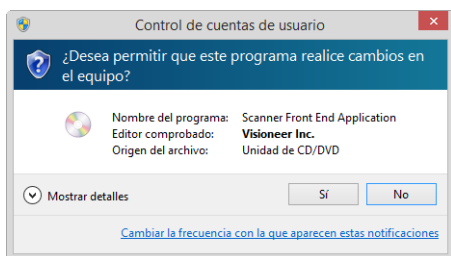 Control de cuentas de usuario
¿Desea permitir que este programa realice cambios en
el equipo?
Nombre del programa: Scanner Front End Application
Editor comprobado: Visioneer Inc.
Origen del archivo: Unidad de CD/DVD
Mostrar detalles Sí No
Cambiar la frecuencia con la que aparecen estas notificaciones